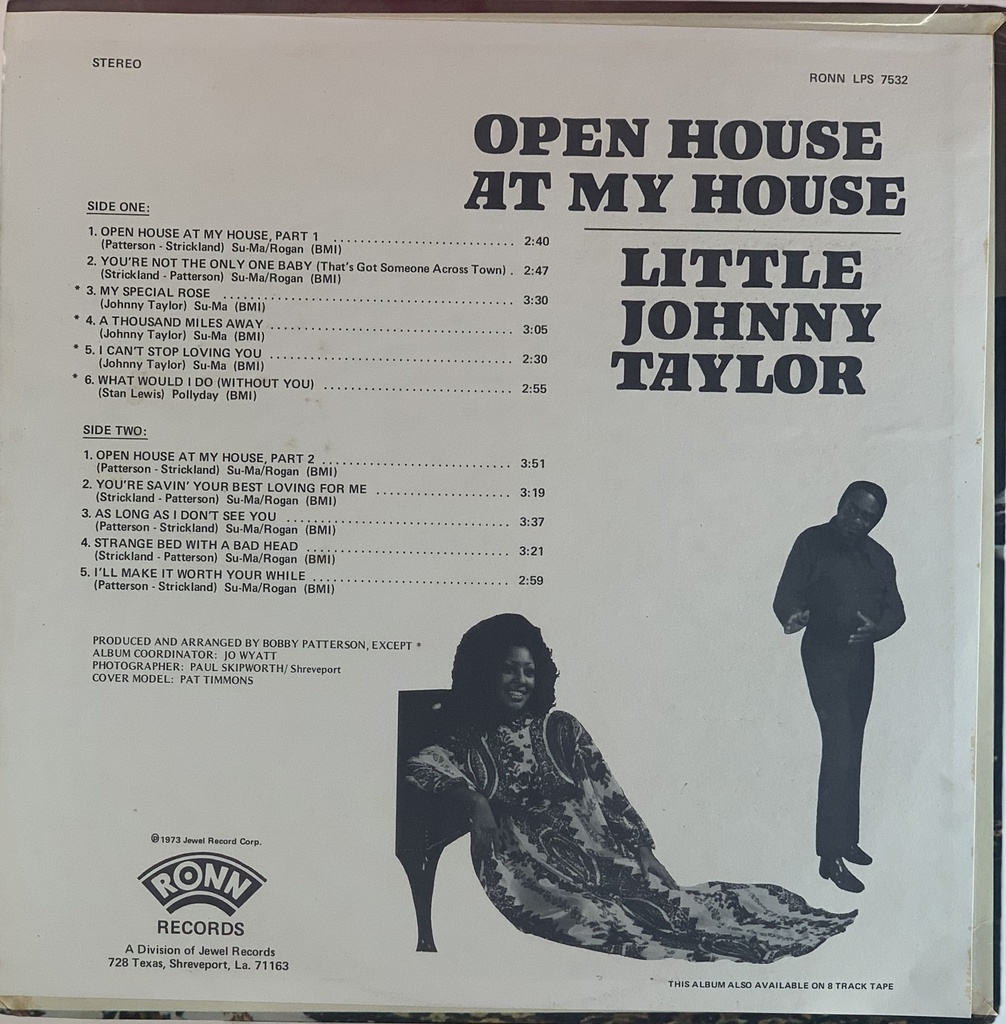 STEREO
RONN LPS 7532
OPEN HOUSE
AT MY HOUSE
LITTLE
JOHNNY
TAYLOR
SIDE ONE:
1. OPEN HOUSE AT MY HOUSE, PART 1 . . . . . . . . . . . . . . . . . . . . . . . . . . 2:40
(Patterson - Strickland) Su-Ma/Rogan (BMI)
2. YOU'RE NOT THE ONLY ONE BABY (That's Got Someone Across Town) . 2:47
(Strickland - Patterson) Su-Ma/Rogan (BMI)
* 3. MY SPECIAL ROSE . . . . . . . . . . . . . . . . . . . . . . . . . . . . . . . . . . . . . . . . . . 3:30
(Johnny Taylor) Su-Ma (BMI)
* 4. A THOUSAND MILES AWAY . . . . . . . . . . . . . . . . . . . . . . . . . . . . . . . . . . . 3:05
(Johnny Taylor) Su-Ma (BMI)
* 5. I CAN'T STOP LOVING YOU . . . . . . . . . . . . . . . . . . . . . . . . . . . . . . . . . . . 2:30
(Johnny Taylor) Su-Ma (BMI)
* 6. WHAT WOULD I DO (WITHOUT YOU) . . . . . . . . . . . . . . . . . . . . . . . . . . . 2:55
(Stan Lewis) Pollyday (BMI)
SIDE TWO:
1. OPEN HOUSE AT MY HOUSE, PART 2 . . . . . . . . . . . . . . . . . . . . . . . . . . . 3:51
(Patterson - Strickland) Su-Ma/Rogan (BMI)
2. YOU'RE SAVIN' YOUR BEST LOVING FOR ME . . . . . . . . . . . . . . . . . . . 3:19
(Strickland - Patterson) Su-Ma/Rogan (BMI)
3. AS LONG AS I DON'T SEE YOU . . . . . . . . . . . . . . . . . . . . . . . . . . . . . . . . 3:37
(Patterson - Strickland) Su-Ma/Rogan (BMI)
4. STRANGE BED WITH A BAD HEAD . . . . . . . . . . . . . . . . . . . . . . . . . . . . . 3:21
(Strickland - Patterson) Su-Ma/Rogan (BMI)
5. I'LL MAKE IT WORTH YOUR WHILE . . . . . . . . . . . . . . . . . . . . . . . . . . . . 2:59
(Patterson - Strickland) Su-Ma/Rogan (BMI)
PRODUCED AND ARRANGED BY BOBBY PATTERSON, EXCEPT *
ALBUM COORDINATOR: JO WYATT
PHOTOGRAPHER: PAUL SKIPWORTH/Shreveport
COVER MODEL: PAT TIMMONS
℗1973 Jewel Record Corp.
RONN
RECORDS
A Division of Jewel Records
728 Texas, Shreveport, La. 71163
THIS ALBUM ALSO AVAILABLE ON 8 TRACK TAPE